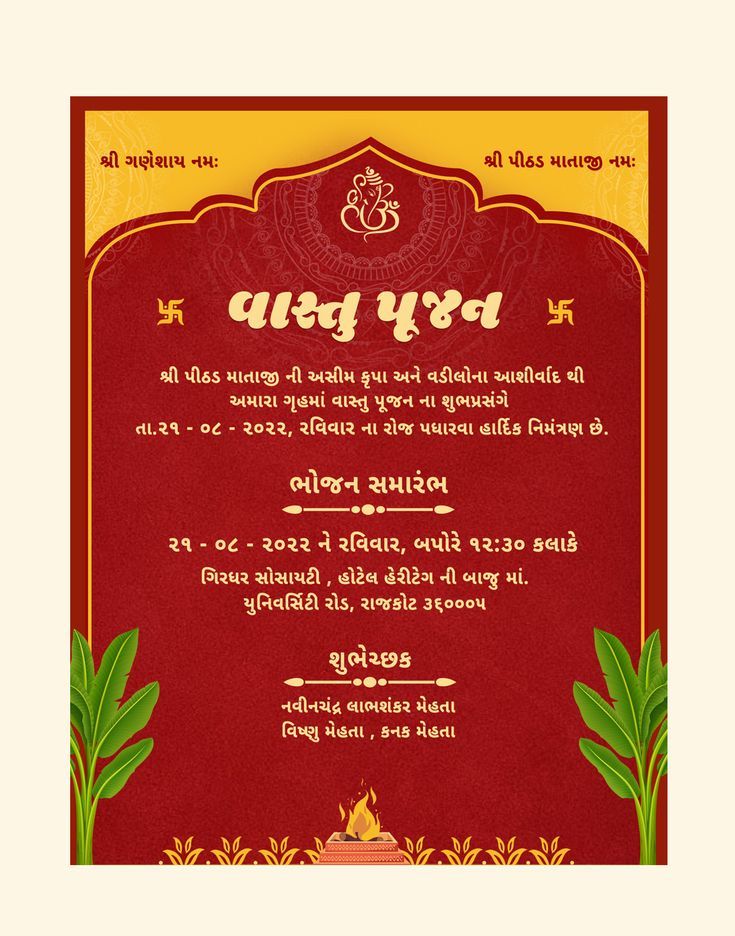 શ્રી ગણેશાય નમઃ
શ્રી પીઠડ માતાજી નમઃ
વાસ્તુ પૂજન
શ્રી પીઠડ માતાજી ની અસીમ કૃપા અને વડીલોના આશીર્વાદ થી
અમારા ગૃહમાં વાસ્તુ પૂજન ના શુભપ્રસંગે
તા.૨૧ - ૦૮ - ૨૦૨૨, રવિવાર ના રોજ પધારવા હાર્દિક નિમંત્રણ છે.
ભોજન સમારંભ
૨૧ - ૦૮ - ૨૦૨૨ ને રવિવાર, બપોરે ૧૨:૩૦ કલાકે
ગિરધર સોસાયટી , હોટેલ હેરીટેગ ની બાજુ માં.
યુનિવર્સિટી રોડ, રાજકોટ ૩૬૦૦૦૫
શુભેચ્છક
નવીનચંદ્ર લાભશંકર મેહતા
વિષ્ણુ મેહતા , કનક મેહતા